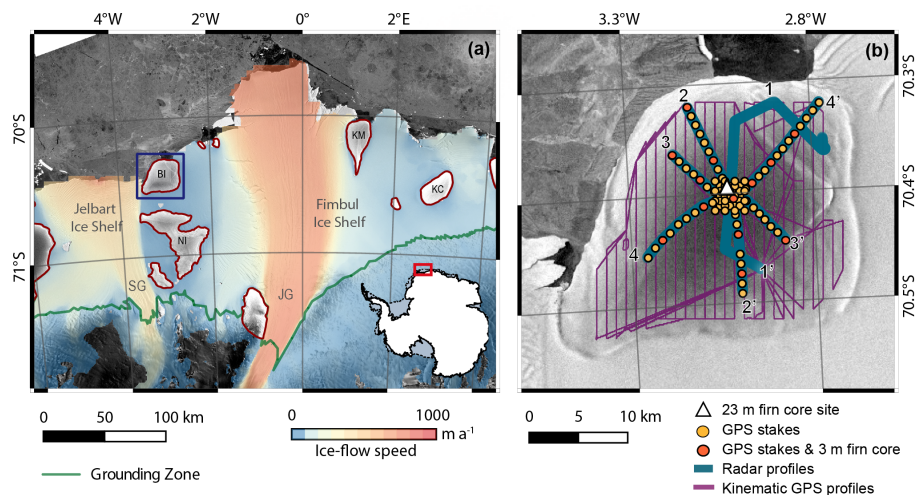 4°W 2°W 0° 2°E
3.3°W 2.8°W
(a)
(b)
70°S
71°S
70.3°S
70.4°S
70.5°S
KM
BI
KC
NI
Jelbart
Ice Shelf
Fimbul
Ice Shelf
SG
JG
1
2
3
4
4'
3'
1'
2'
0 50 100 km
0 1000
m a⁻¹
Ice-flow speed
Grounding Zone
0 5 10 km
23 m firn core site
GPS stakes
GPS stakes & 3 m firn core
Radar profiles
Kinematic GPS profiles